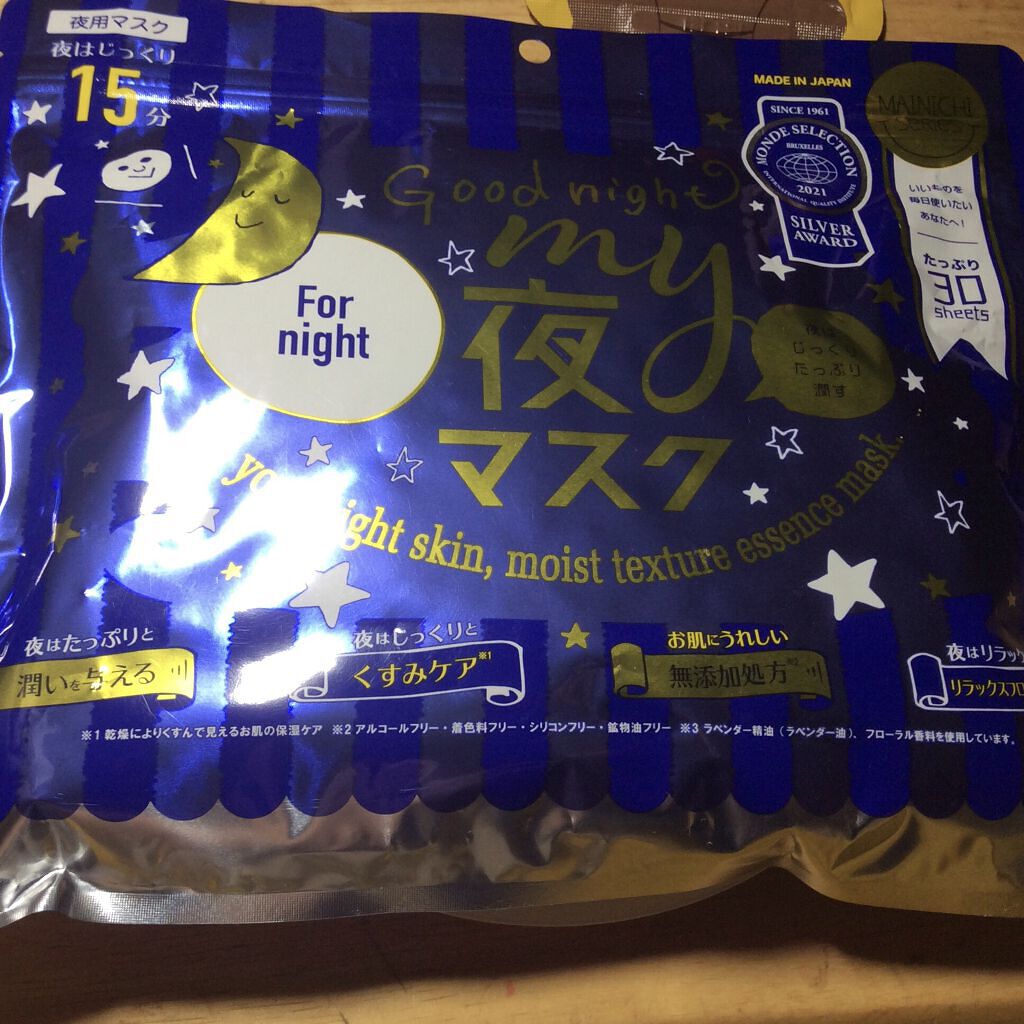 夜用マスク
夜はじっくり
15分
Good night
my
夜
マスク
For
night
夜は
じっくり
たっぷり
潤す
MADE IN JAPAN
SINCE 1961
MONDE SELECTION
BRUXELLES
2021
INTERNATIONAL QUALITY INSTITUTE
SILVER
AWARD
MAINICHI
series
いいものを
毎日使いたい
あなたへ!
たっぷり
30
sheets
night skin, moist texture essence mask
夜はたっぷりと
潤いを与える
夜はじっくりと
くすみケア※1
お肌にうれしい
無添加処方※2
夜はリラッ
リラックスフロ
※1 乾燥によりくすんで見えるお肌の保湿ケア ※2 アルコールフリー・着色料フリー・シリコンフリー・鉱物油フリー ※3 ラベンダー精油(ラベンダー油)、フローラル香料を使用しています。